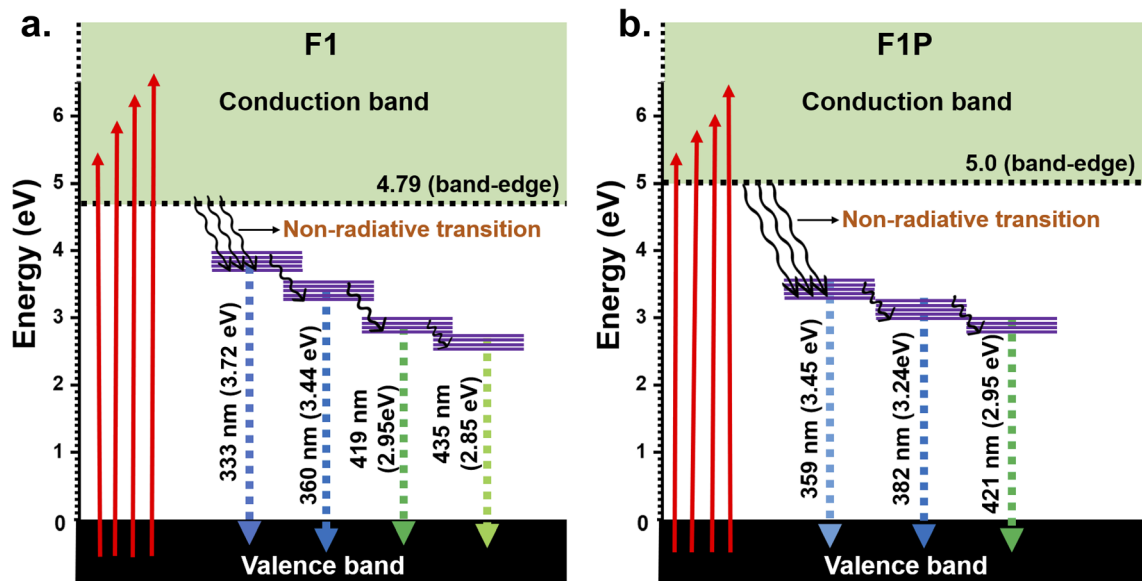 a.
F1
Conduction band
4.79 (band-edge)
Non-radiative transition
Energy (eV)
6
5
4
3
2
1
0
333 nm (3.72 eV)
360 nm (3.44 eV)
419 nm
(2.95eV)
435 nm
(2.85 eV)
Valence band
b.
F1P
Conduction band
5.0 (band-edge)
Non-radiative transition
Energy (eV)
6
5
4
3
2
1
0
359 nm (3.45 eV)
382 nm (3.24eV)
421 nm (2.95 eV)
Valence band